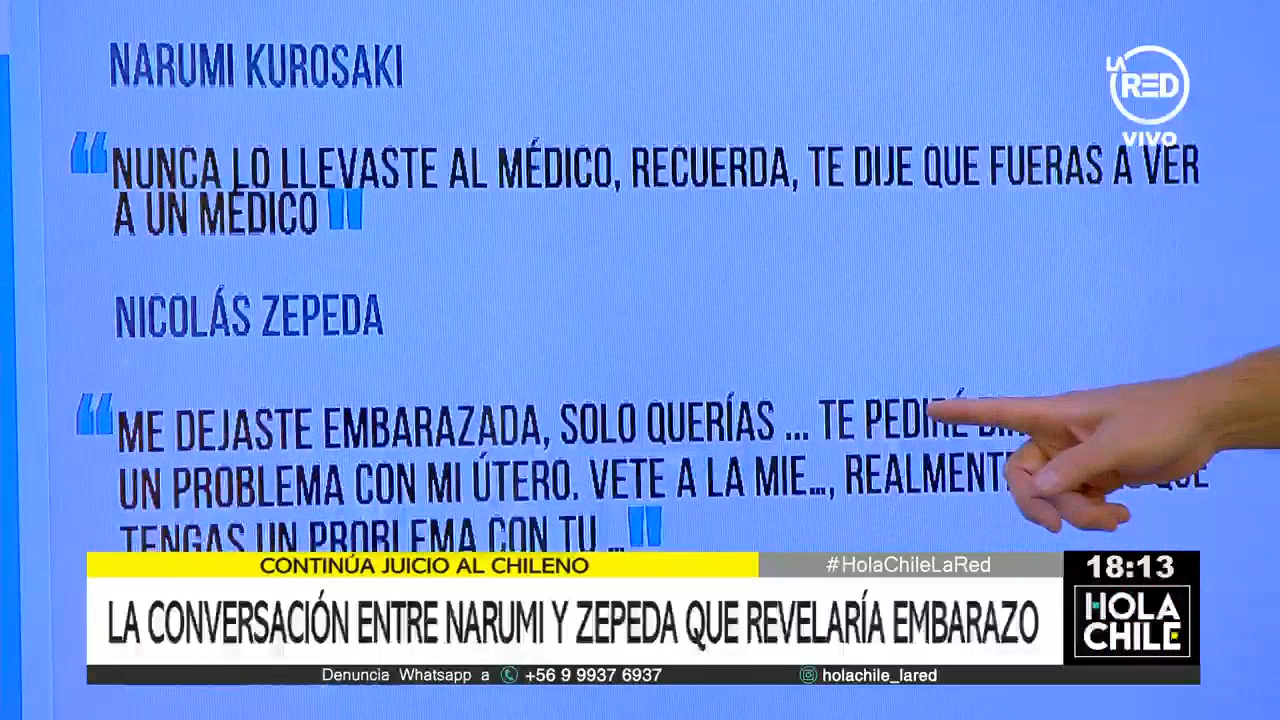 NARUMI KUROSAKI
LA RED
VIVO
“NUNCA LO LLEVASTE AL MÉDICO, RECUERDA, TE DIJE QUE FUERAS A VER
A UN MÉDICO"
NICOLÁS ZEPEDA
“ME DEJASTE EMBARAZADA, SOLO QUERÍAS ... TE PEDIRÉ
UN PROBLEMA CON MI ÚTERO. VETE A LA MIE..., QUE
TENGAS UN PROBLEMA CON TU ..."
CONTINÚA JUICIO AL CHILENO
#HolaChileLaRed
18:13
LA CONVERSACIÓN ENTRE NARUMI Y ZEPEDA QUE REVELARÍA EMBARAZO
HOLA
CHILE
Denuncia Whatsapp a +56 9 9937 6937
holachile_lared